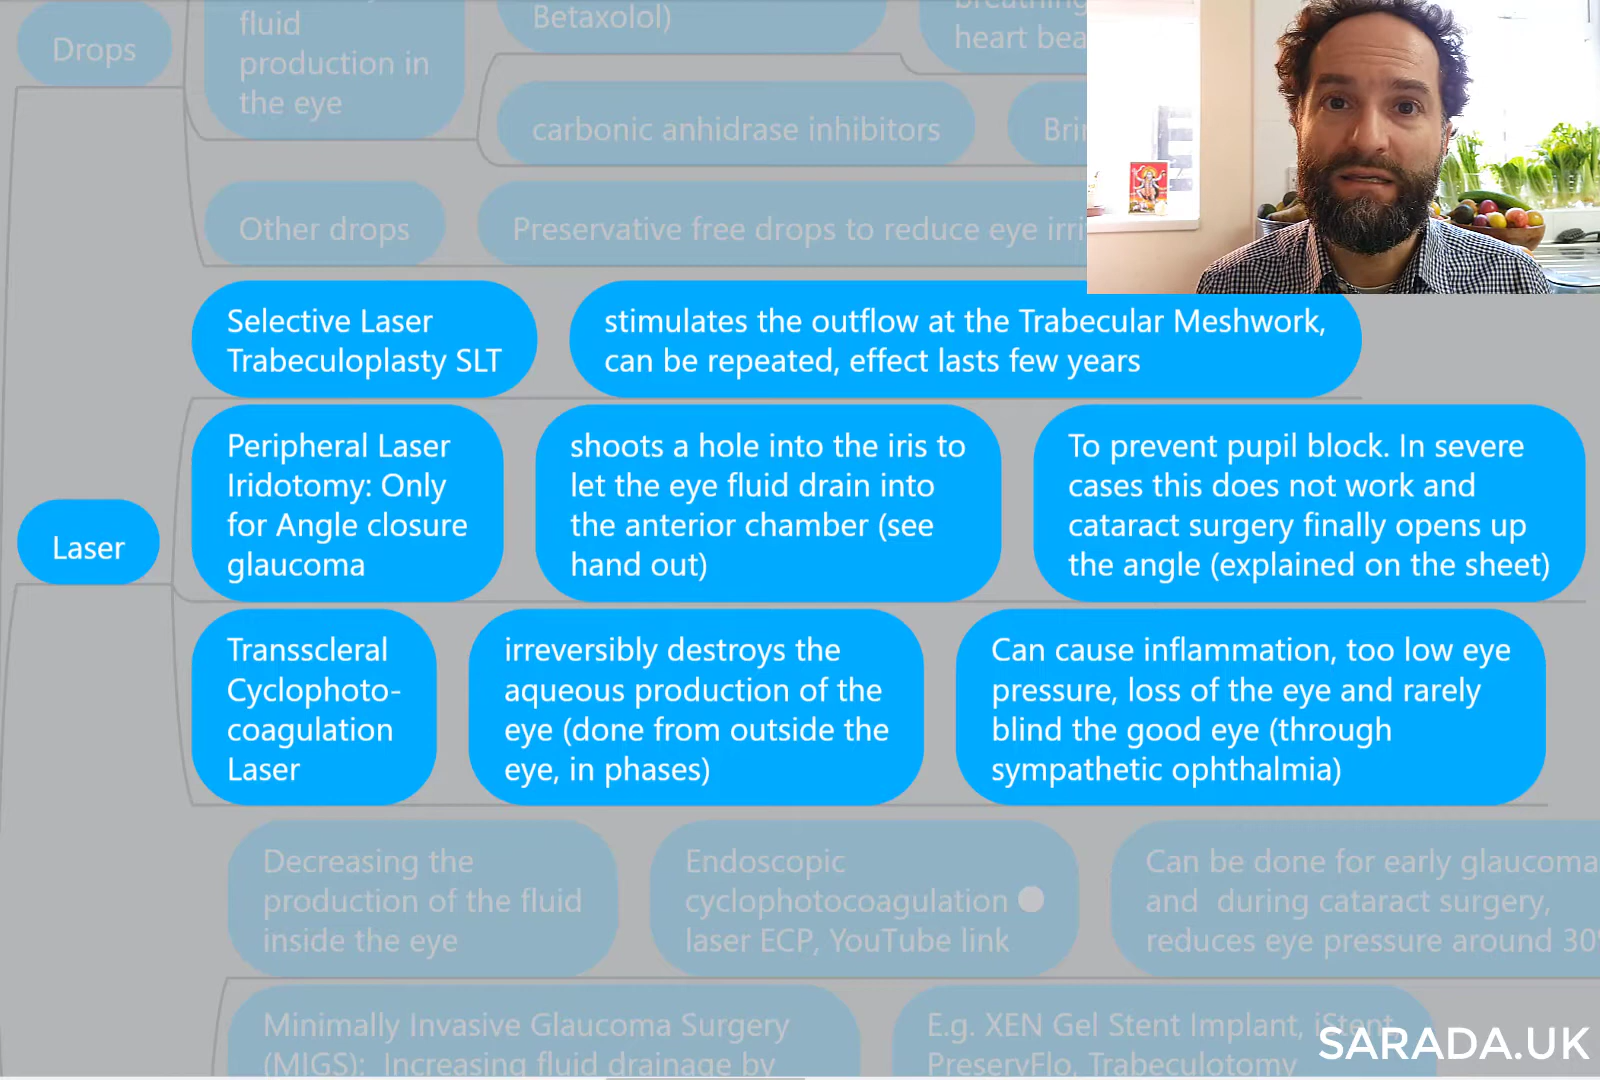 Drops
fluid
production in
the eye
Betaxolol)
breathing
heart bea
carbonic anhidrase inhibitors
Other drops
Preservative free drops to reduce eye irri
Selective Laser
Trabeculoplasty SLT
stimulates the outflow at the Trabecular Meshwork,
can be repeated, effect lasts few years
Laser
Peripheral Laser
Iridotomy: Only
for Angle closure
glaucoma
shoots a hole into the iris to
let the eye fluid drain into
the anterior chamber (see
hand out)
To prevent pupil block. In severe
cases this does not work and
cataract surgery finally opens up
the angle (explained on the sheet)
Transscleral
Cyclophoto-
coagulation
Laser
irreversibly destroys the
aqueous production of the
eye (done from outside the
eye, in phases)
Can cause inflammation, too low eye
pressure, loss of the eye and rarely
blind the good eye (through
sympathetic ophthalmia)
Decreasing the
production of the fluid
inside the eye
Endoscopic
cyclophotocoagulation
laser ECP, YouTube link
Can be done for early glaucoma
and during cataract surgery,
reduces eye pressure around 30
Minimally Invasive Glaucoma Surgery
(MIGS): Increasing fluid drainage by
E.g. XEN Gel Stent Implant, iStent
PreserFlo, Trabeculotomy
SARADA.UK